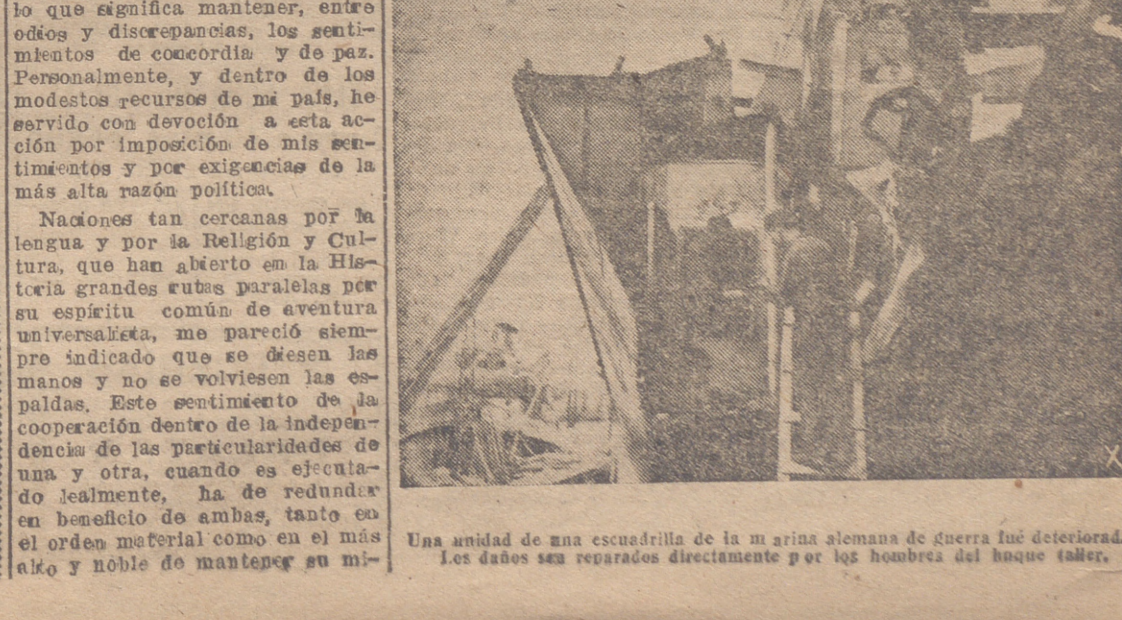 lo que significa mantener, entre
odios y discrepancias, los senti-
mientos de concordia y de paz.
Personalmente, y dentro de los
modestos recursos de mi país, he
servido con devoción a esta ac-
ción por imposición de mis sen-
timientos y por exigencias de la
más alta razón política.
Naciones tan cercanas por la
lengua y por la Religión y Cul-
tura, que han abierto en la His-
toria grandes rutas paralelas por
su espíritu común de aventura
universalista, me pareció siem-
pre indicado que se diesen las
manos y no se volviesen las es-
paldas. Este sentimiento de la
cooperación dentro de la indepen-
dencia de las particularidades de
una y otra, cuando es ejecuta-
do lealmente, ha de redundar
en beneficio de ambas, tanto en
el orden material como en el más
alto y noble de mantener su mi-
X
Una unidad de una escuadrilla de la marina alemana de guerra fué deteriorad
Los daños son reparados directamente por los hombres del buque taller.